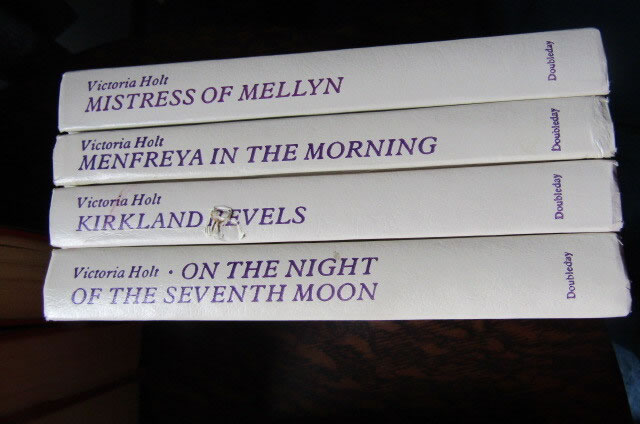 Victoria Holt
MISTRESS OF MELLYN
Doubleday
Victoria Holt
MENFREYA IN THE MORNING
Doubleday
Victoria Holt
KIRKLAND REVELS
Doubleday
Victoria Holt · ON THE NIGHT
OF THE SEVENTH MOON
Doubleday